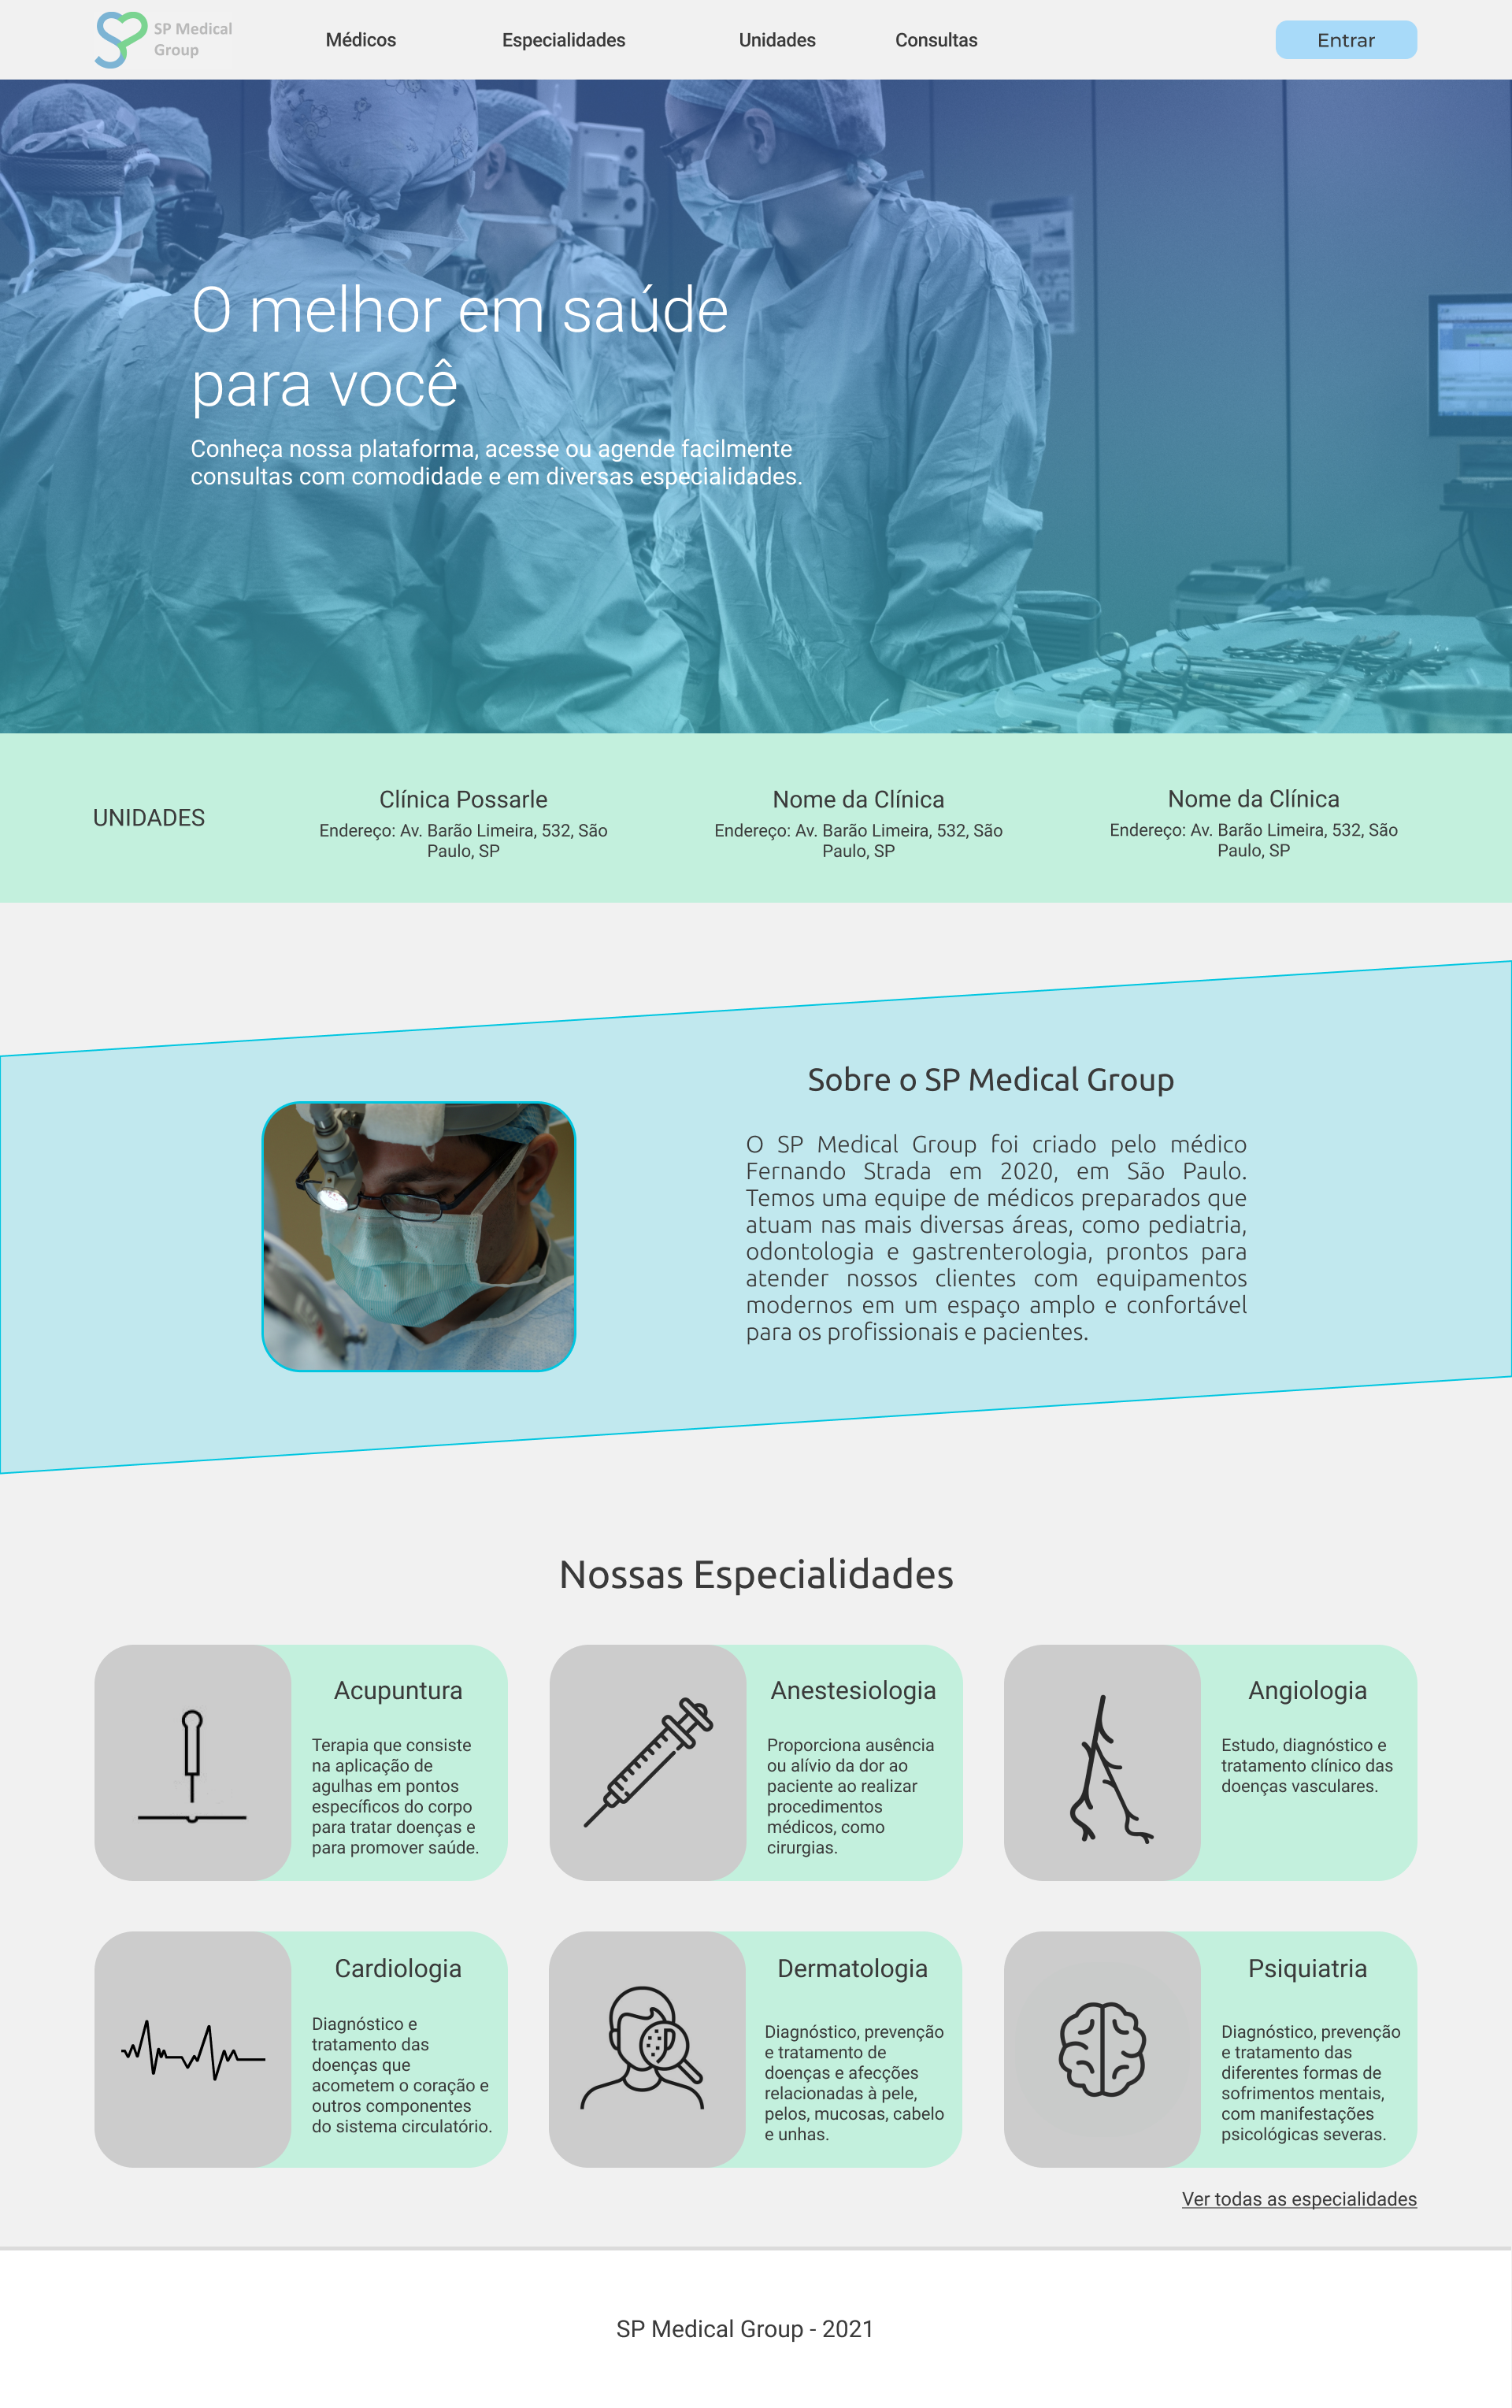 SP Medical
Group
Médicos
Especialidades
Unidades
Consultas
Entrar
O melhor em saúde
para você
Conheça nossa plataforma, acesse ou agende facilmente
consultas com comodidade e em diversas especialidades.
UNIDADES
Clínica Possarle
Endereço: Av. Barão Limeira, 532, São
Paulo, SP
Nome da Clínica
Endereço: Av. Barão Limeira, 532, São
Paulo, SP
Nome da Clínica
Endereço: Av. Barão Limeira, 532, São
Paulo, SP
Sobre o SP Medical Group
O SP Medical Group foi criado pelo médico
Fernando Strada em 2020, em São Paulo.
Temos uma equipe de médicos preparados que
atuam nas mais diversas áreas, como pediatria,
odontologia e gastrenterologia, prontos para
atender nossos clientes com equipamentos
modernos em um espaço amplo e confortável
para os profissionais e pacientes.
Nossas Especialidades
Acupuntura
Terapia que consiste
na aplicação de
agulhas em pontos
específicos do corpo
para tratar doenças e
para promover saúde.
Anestesiologia
Proporciona ausência
ou alívio da dor ao
paciente ao realizar
procedimentos
médicos, como
cirurgias.
Angiologia
Estudo, diagnóstico e
tratamento clínico das
doenças vasculares.
Cardiologia
Diagnóstico e
tratamento das
doenças que
acometem o coração e
outros componentes
do sistema circulatório.
Dermatologia
Diagnóstico, prevenção
e tratamento de
doenças e afecções
relacionadas à pele,
pelos, mucosas, cabelo
e unhas.
Psiquiatria
Diagnóstico, prevenção
e tratamento das
diferentes formas de
sofrimentos mentais,
com manifestações
psicológicas severas.
Ver todas as especialidades
SP Medical Group - 2021